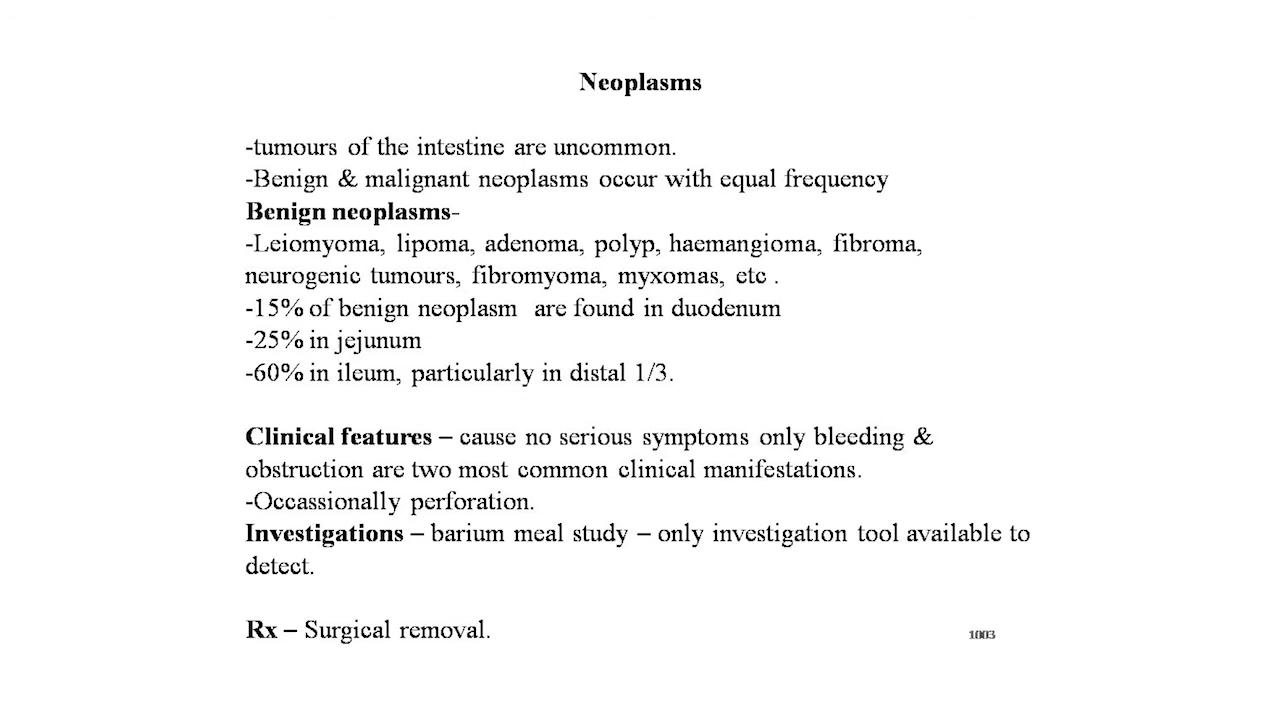 Neoplasms
-tumours of the intestine are uncommon.
-Benign & malignant neoplasms occur with equal frequency
Benign neoplasms-
-Leiomyoma, lipoma, adenoma, polyp, haemangioma, fibroma,
neurogenic tumours, fibromyoma, myxomas, etc .
-15% of benign neoplasm are found in duodenum
-25% in jejunum
-60% in ileum, particularly in distal 1/3.
Clinical features – cause no serious symptoms only bleeding &
obstruction are two most common clinical manifestations.
-Occassionally perforation.
Investigations – barium meal study – only investigation tool available to
detect.
Rx – Surgical removal.
1003